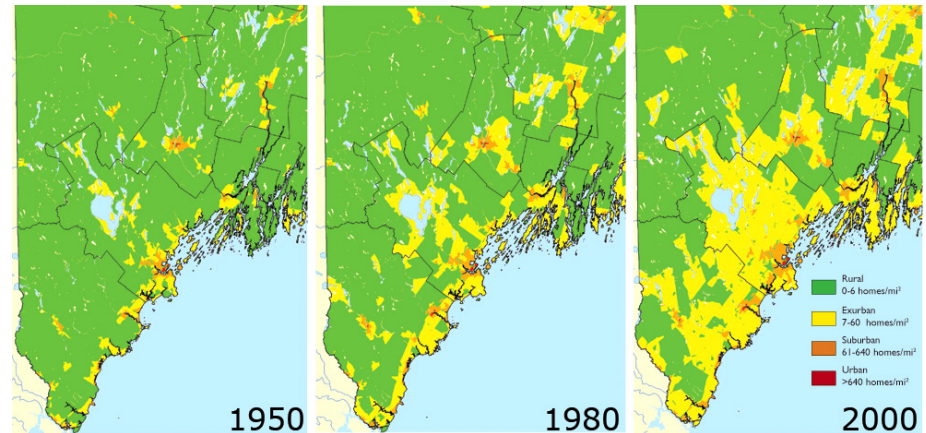 Rural
0-6 homes/mi²
Exurban
7-60 homes/mi²
Suburban
61-640 homes/mi²
Urban
>640 homes/mi²
1950
1980
2000